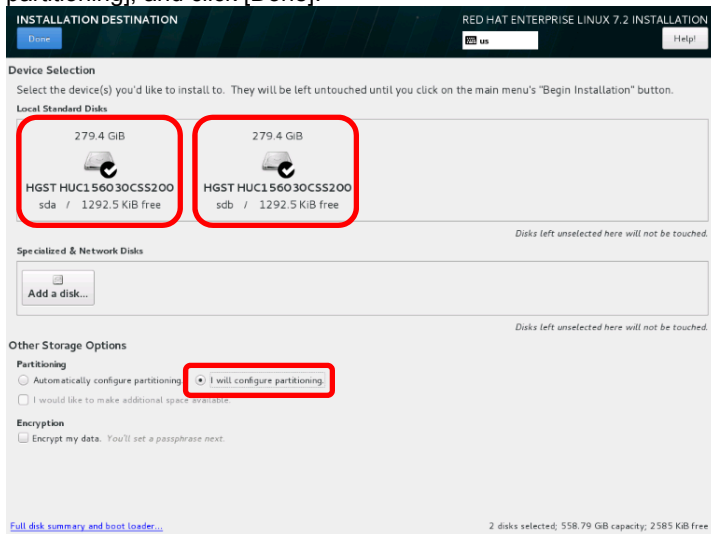 partitioning], and click [Done].
INSTALLATION DESTINATION
RED HAT ENTERPRISE LINUX 7.2 INSTALLATION
Done
us
Help!
Device Selection
Select the device(s) you'd like to install to. They will be left untouched until you click on the main menu's "Begin Installation" button.
Local Standard Disks
279.4 GiB
279.4 GiB
HGST HUC156030CSS200
HGST HUC156030CSS200
sda / 1292.5 KiB free
sdb / 1292.5 KiB free
Disks left unselected here will not be touched.
Specialized & Network Disks
Add a disk...
Disks left unselected here will not be touched.
Other Storage Options
Partitioning
Automatically configure partitioning.
I will configure partitioning.
I would like to make additional space available.
Encryption
Encrypt my data. You'll set a passphrase next.
Full disk summary and boot loader...
2 disks selected; 558.79 GiB capacity; 2585 KiB free